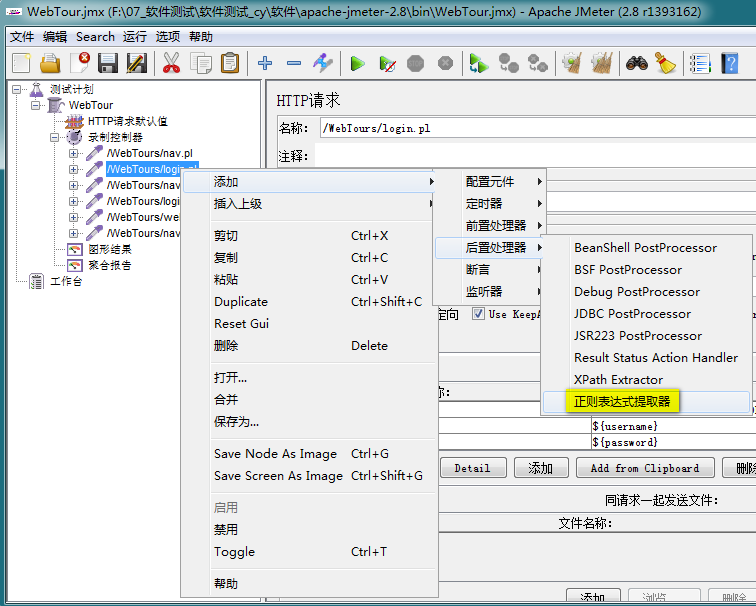 WebTour.jmx (F:\07_软件测试\软件测试_cy\软件\apache-jmeter-2.8\bin\WebTour.jmx) - Apache JMeter (2.8 r1393162)
文件 编辑 Search 运行 选项 帮助
测试计划
WebTour
HTTP请求默认值
录制控制器
/WebTours/nav.pl
/WebTours/login.pl
/WebTours/nav
/WebTours/logi
/WebTours/we
/WebTours/nav
图形结果
聚合报告
工作台
HTTP请求
名称: /WebTours/login.pl
注释:
添加
插入上级
剪切 Ctrl+X
复制 Ctrl+C
粘贴 Ctrl+V
Duplicate Ctrl+Shift+C
Reset Gui
删除 Delete
打开...
合并
保存为...
Save Node As Image Ctrl+G
Save Screen As Image Ctrl+Shift+G
启用
禁用
Toggle Ctrl+T
帮助
配置元件
定时器
前置处理器
后置处理器
断言
监听器
BeanShell PostProcessor
BSF PostProcessor
Debug PostProcessor
JDBC PostProcessor
JSR223 PostProcessor
Result Status Action Handler
XPath Extractor
正则表达式提取器
定向 Use KeepA
称:
${username}
${password}
Detail 添加 Add from Clipboard 删除
同请求一起发送文件:
文件名称:
添加 浏览 删除